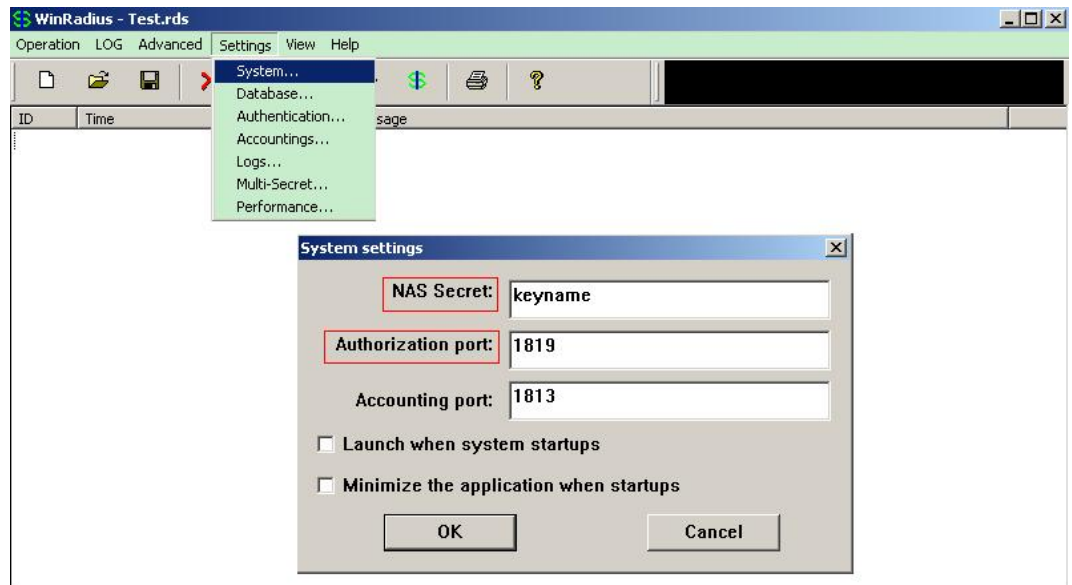 WinRadius - Test.rds
Operation LOG Advanced Settings View Help
System...
Database...
Authentication...
Accountings...
Logs...
Multi-Secret...
Performance...
ID Time sage
System settings
NAS Secret: keyname
Authorization port: 1819
Accounting port: 1813
Launch when system startups
Minimize the application when startups
OK Cancel